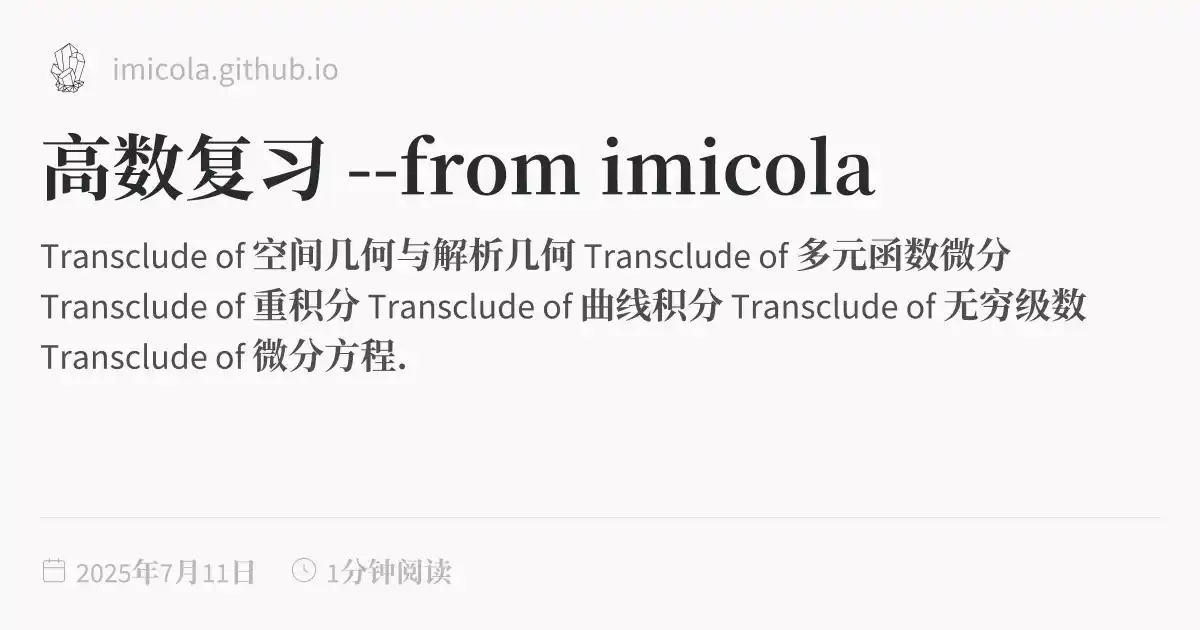 imicola.github.io
高数复习 --from imicola
Transclude of 空间几何与解析几何 Transclude of 多元函数微分
Transclude of 重积分 Transclude of 曲线积分 Transclude of 无穷级数
Transclude of 微分方程.
2025年7月11日 1分钟阅读